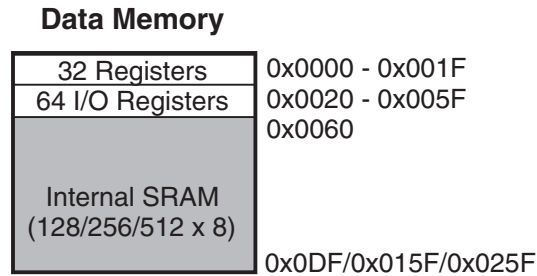 Data Memory
32 Registers 0x0000 - 0x001F
64 I/O Registers 0x0020 - 0x005F
0x0060
Internal SRAM
(128/256/512 x 8)
0x0DF/0x015F/0x025F